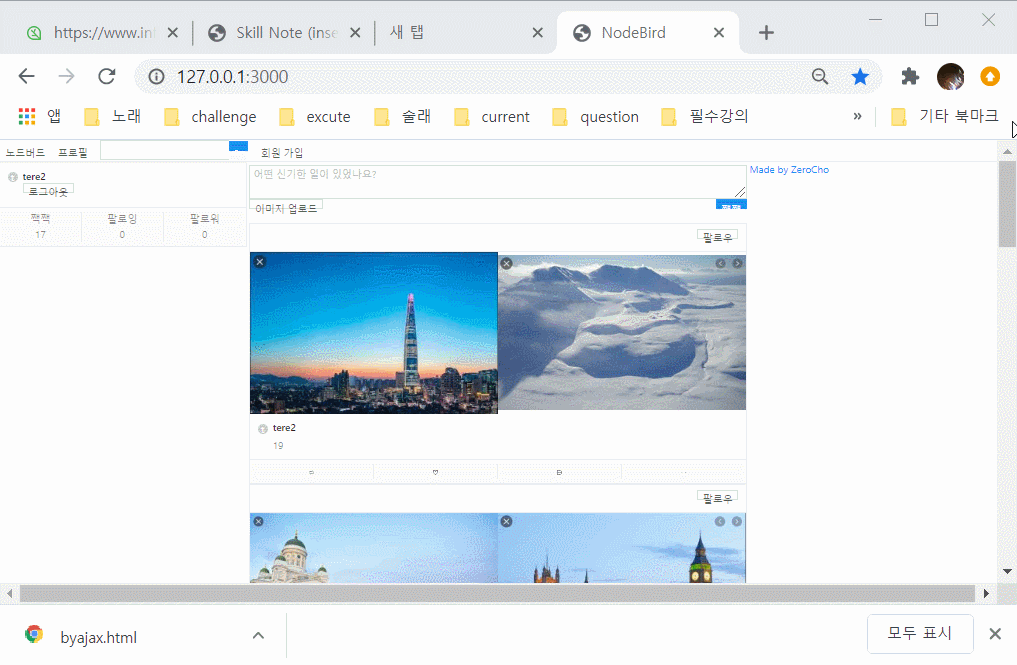 https://www.inf
Skill Note (inse
새 탭
NodeBird
127.0.0.1:3000
앱
노래
challenge
excute
술래
current
question
필수강의
»
기타 북마크
노드버드
프로필
회원 가입
tere2
로그아웃
짹짹
팔로잉
팔로워
17
0
0
어떤 신기한 일이 있었나요?
이미지 업로드
짹짹
Made by ZeroCho
팔로우
tere2
19
팔로우
byajax.html
모두 표시